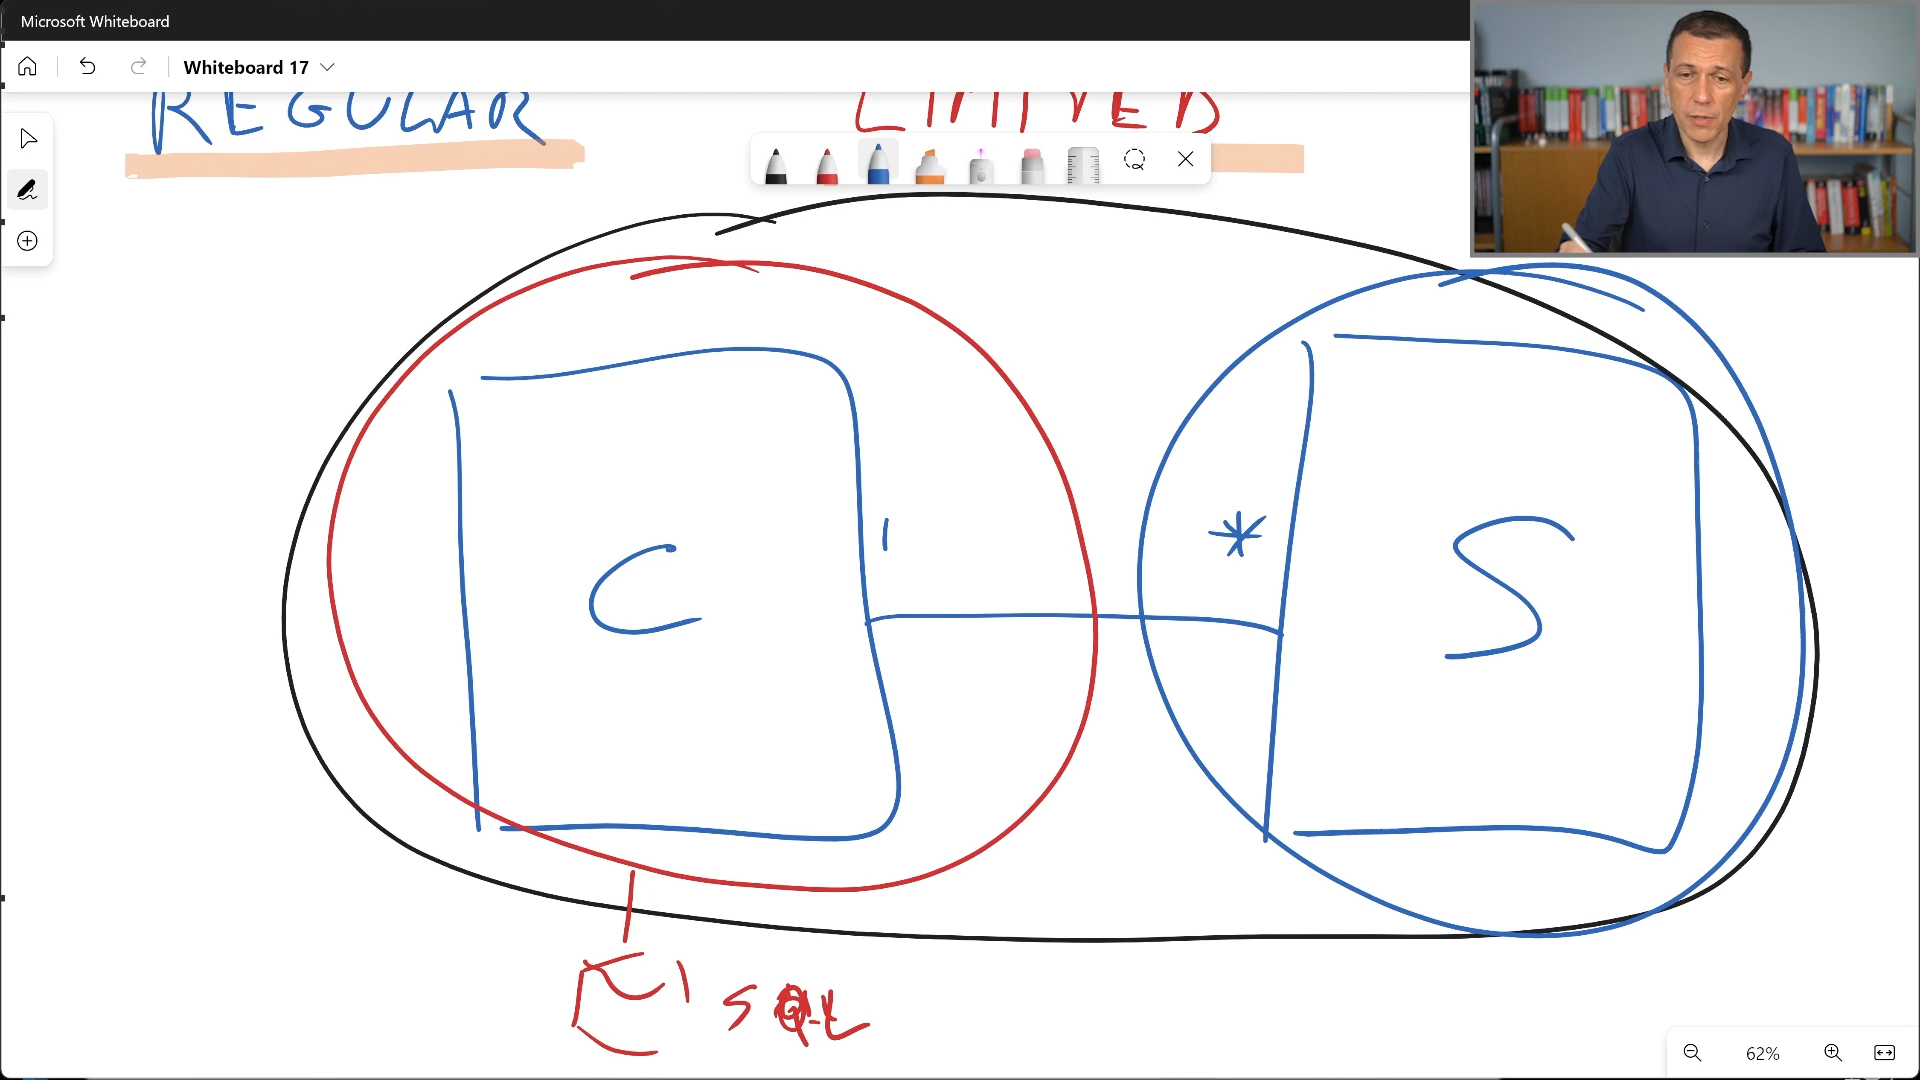 Microsoft Whiteboard
Whiteboard 17
REGULAR LIMITED
1 *
C S
SQL
62%